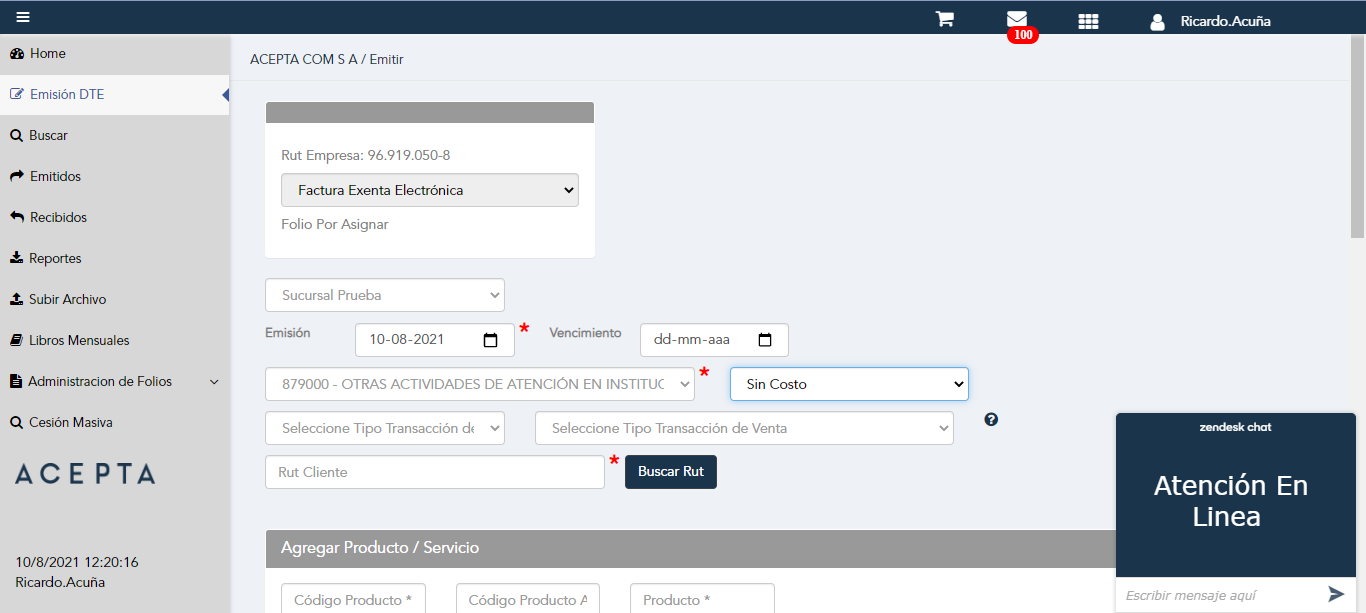 100
Ricardo.Acuña
Home
Emisión DTE
Buscar
Emitidos
Recibidos
Reportes
Subir Archivo
Libros Mensuales
Administracion de Folios
Cesión Masiva
ACEPTA
10/8/2021 12:20:16
Ricardo.Acuña
ACEPTA COM S A / Emitir
Rut Empresa: 96.919.050-8
Factura Exenta Electrónica
Folio Por Asignar
Sucursal Prueba
Emisión 10-08-2021 * Vencimiento dd-mm-aaa
879000 - OTRAS ACTIVIDADES DE ATENCIÓN EN INSTITUC * Sin Costo
Seleccione Tipo Transacción de Seleccione Tipo Transacción de Venta ?
Rut Cliente * Buscar Rut
Agregar Producto / Servicio
Código Producto * Código Producto A Producto *
zendesk chat
Atención En
Linea
Escribir mensaje aquí